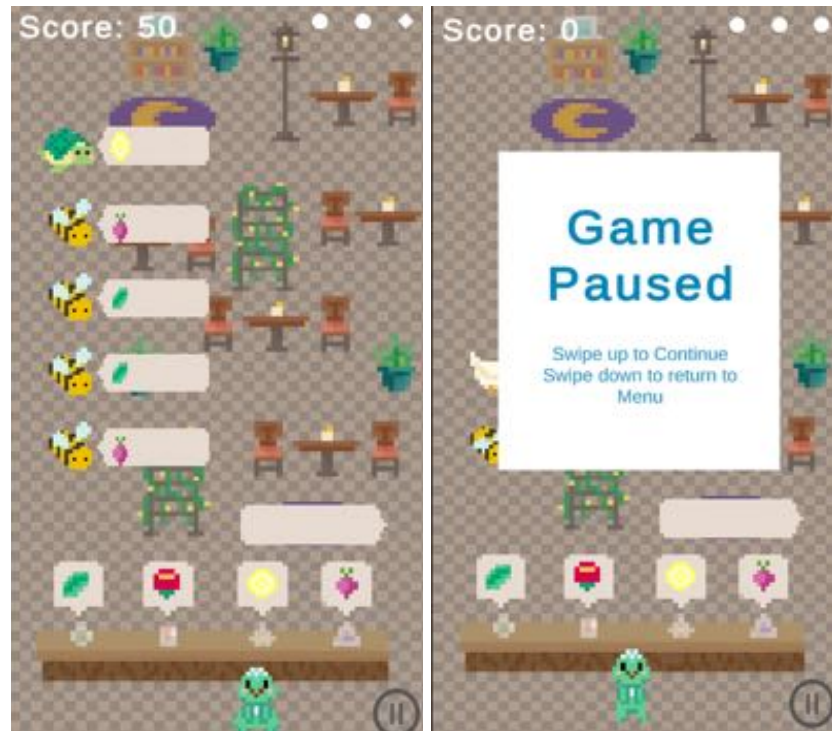 Score: 50
Score: 0
Game
Paused
Swipe up to Continue
Swipe down to return to
Menu